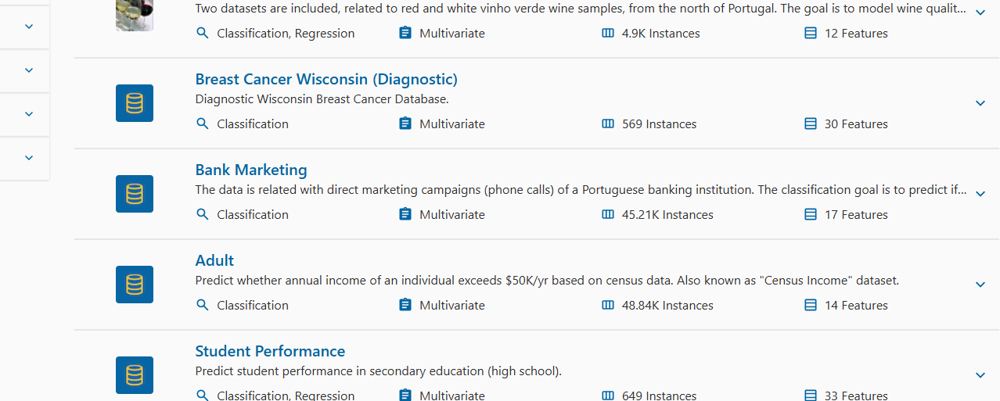 Two datasets are included, related to red and white vinho verde wine samples, from the north of Portugal. The goal is to model wine qualit...
Classification, Regression Multivariate 4.9K Instances 12 Features
Breast Cancer Wisconsin (Diagnostic)
Diagnostic Wisconsin Breast Cancer Database.
Classification Multivariate 569 Instances 30 Features
Bank Marketing
The data is related with direct marketing campaigns (phone calls) of a Portuguese banking institution. The classification goal is to predict if...
Classification Multivariate 45.21K Instances 17 Features
Adult
Predict whether annual income of an individual exceeds $50K/yr based on census data. Also known as "Census Income" dataset.
Classification Multivariate 48.84K Instances 14 Features
Student Performance
Predict student performance in secondary education (high school).
Classification, Regression Multivariate 649 Instances 33 Features